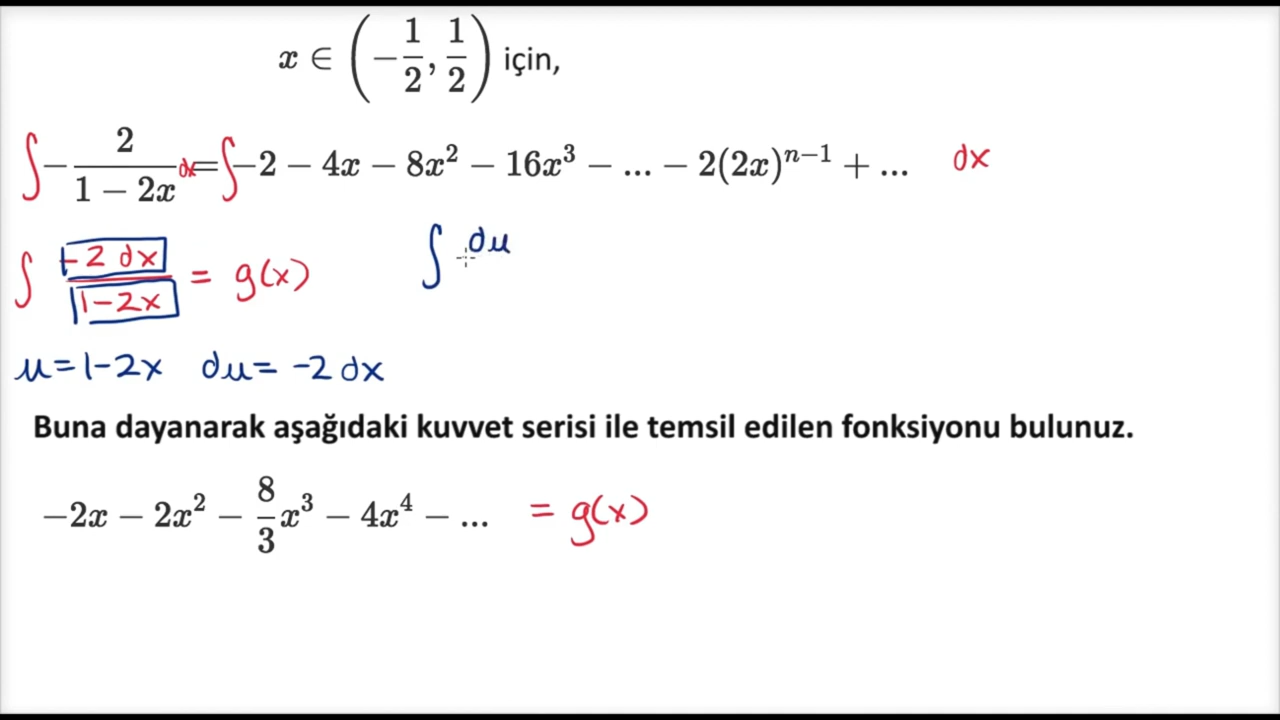 x ∈ (−1/2, 1/2) için,
∫ −2/(1 − 2x) dx = ∫ −2 − 4x − 8x² − 16x³ − ... − 2(2x)ⁿ⁻¹ + ... dx
∫ −2 dx/(1−2x) = g(x) ∫ du
u = 1−2x du = −2 dx
Buna dayanarak aşağıdaki kuvvet serisi ile temsil edilen fonksiyonu bulunuz.
−2x − 2x² − 8/3 x³ − 4x⁴ − ... = g(x)